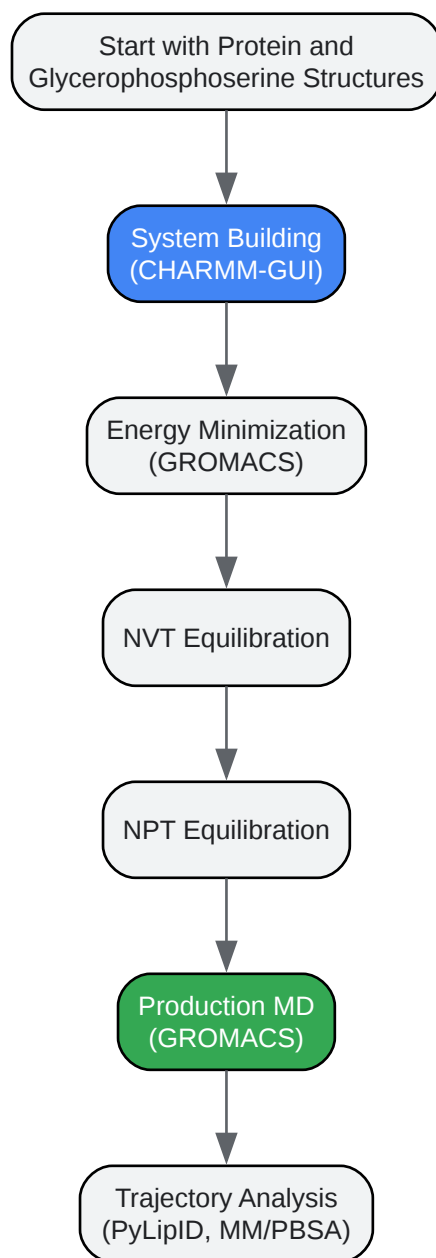 Start with Protein and
Glycerophosphoserine Structures
System Building
(CHARMM-GUI)
Energy Minimization
(GROMACS)
NVT Equilibration
NPT Equilibration
Production MD
(GROMACS)
Trajectory Analysis
(PyLipID, MM/PBSA)